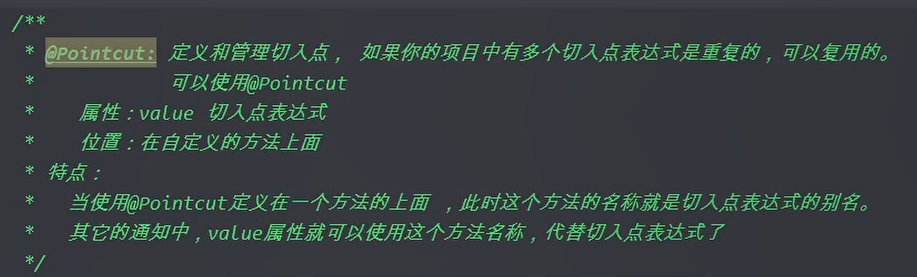 /**
* @Pointcut: 定义和管理切入点， 如果你的项目中有多个切入点表达式是重复的，可以复用的。
* 可以使用@Pointcut
* 属性：value 切入点表达式
* 位置：在自定义的方法上面
* 特点：
* 当使用@Pointcut定义在一个方法的上面 ，此时这个方法的名称就是切入点表达式的别名。
* 其它的通知中，value属性就可以使用这个方法名称，代替切入点表达式了
*/